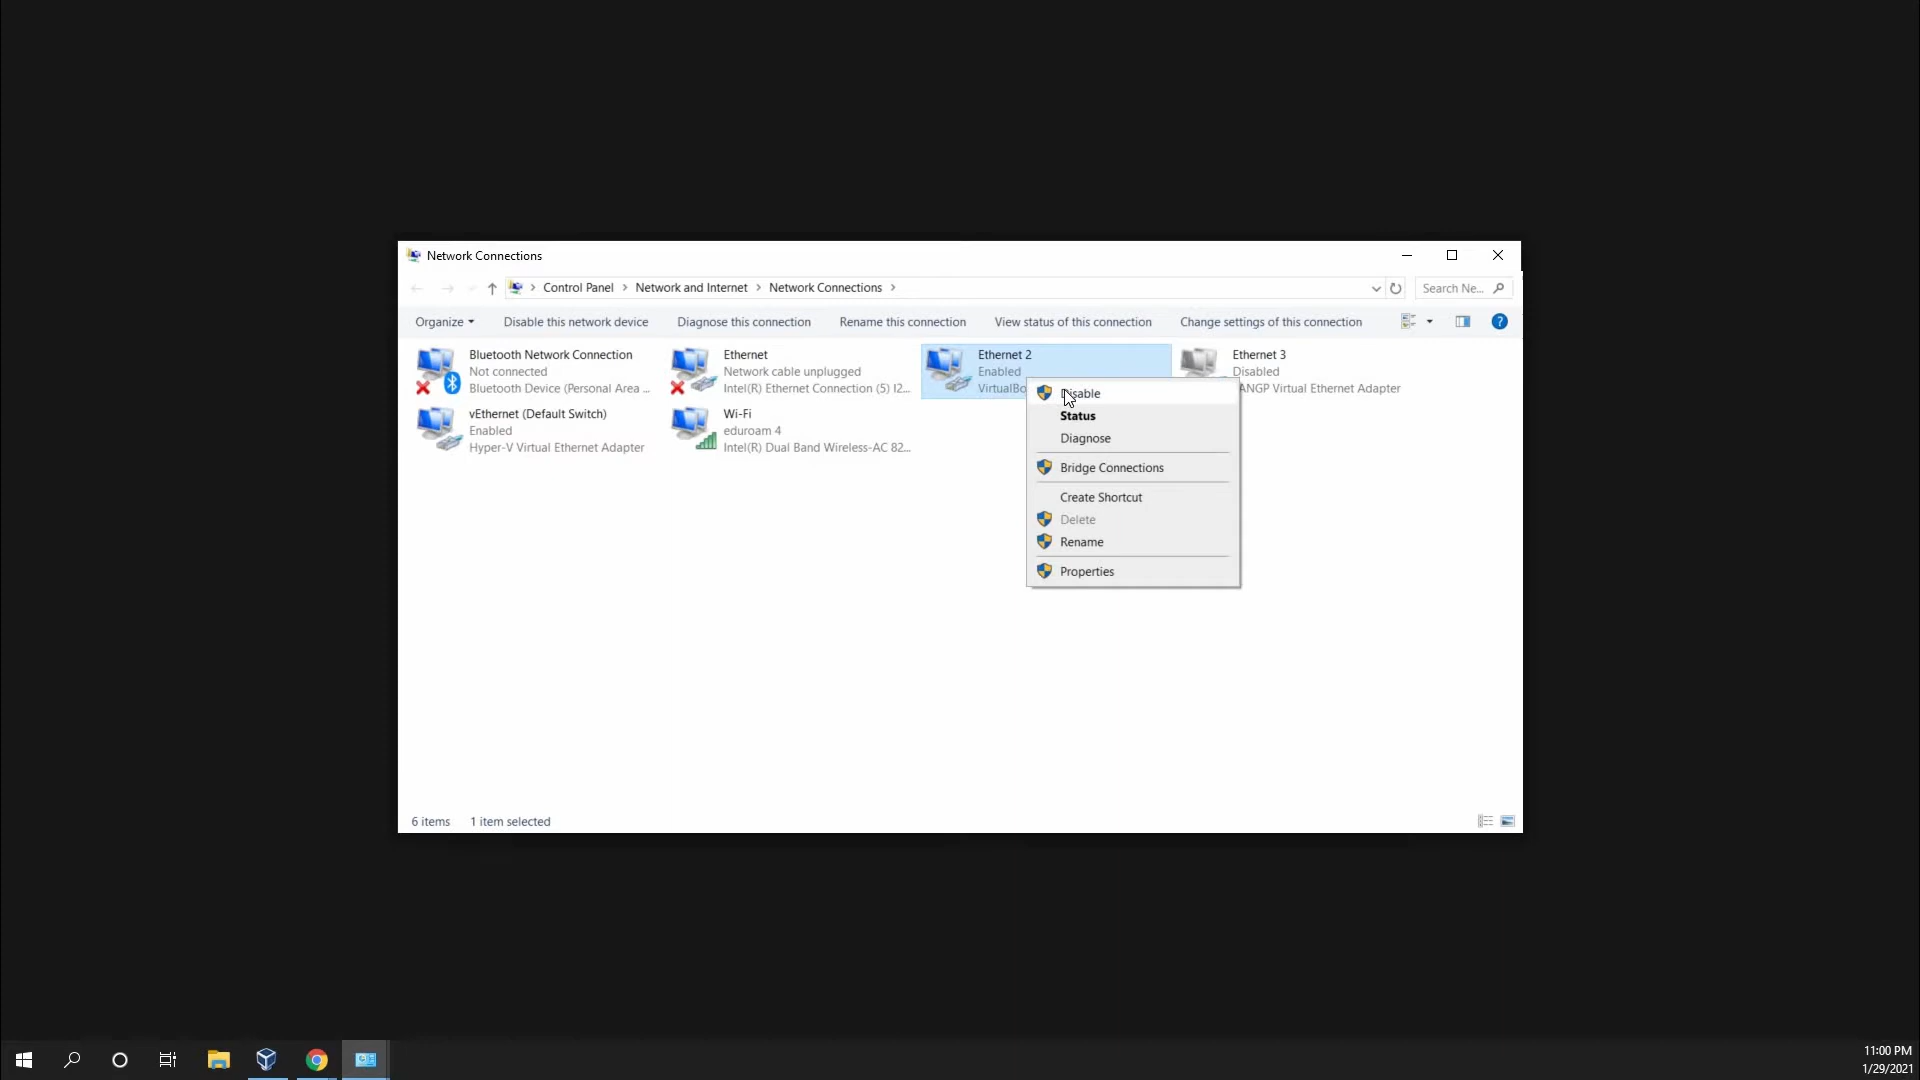 Network Connections
Control Panel
Network and Internet
Network Connections
Search Ne...
Organize
Disable this network device
Diagnose this connection
Rename this connection
View status of this connection
Change settings of this connection
Bluetooth Network Connection
Not connected
Bluetooth Device (Personal Area ...
Ethernet
Network cable unplugged
Intel(R) Ethernet Connection (5) I2...
Ethernet 2
Enabled
VirtualBo
Ethernet 3
Disabled
ANGP Virtual Ethernet Adapter
vEthernet (Default Switch)
Enabled
Hyper-V Virtual Ethernet Adapter
Wi-Fi
eduroam 4
Intel(R) Dual Band Wireless-AC 82...
Disable
Status
Diagnose
Bridge Connections
Create Shortcut
Delete
Rename
Properties
6 items
1 item selected
11:00 PM
1/29/2021